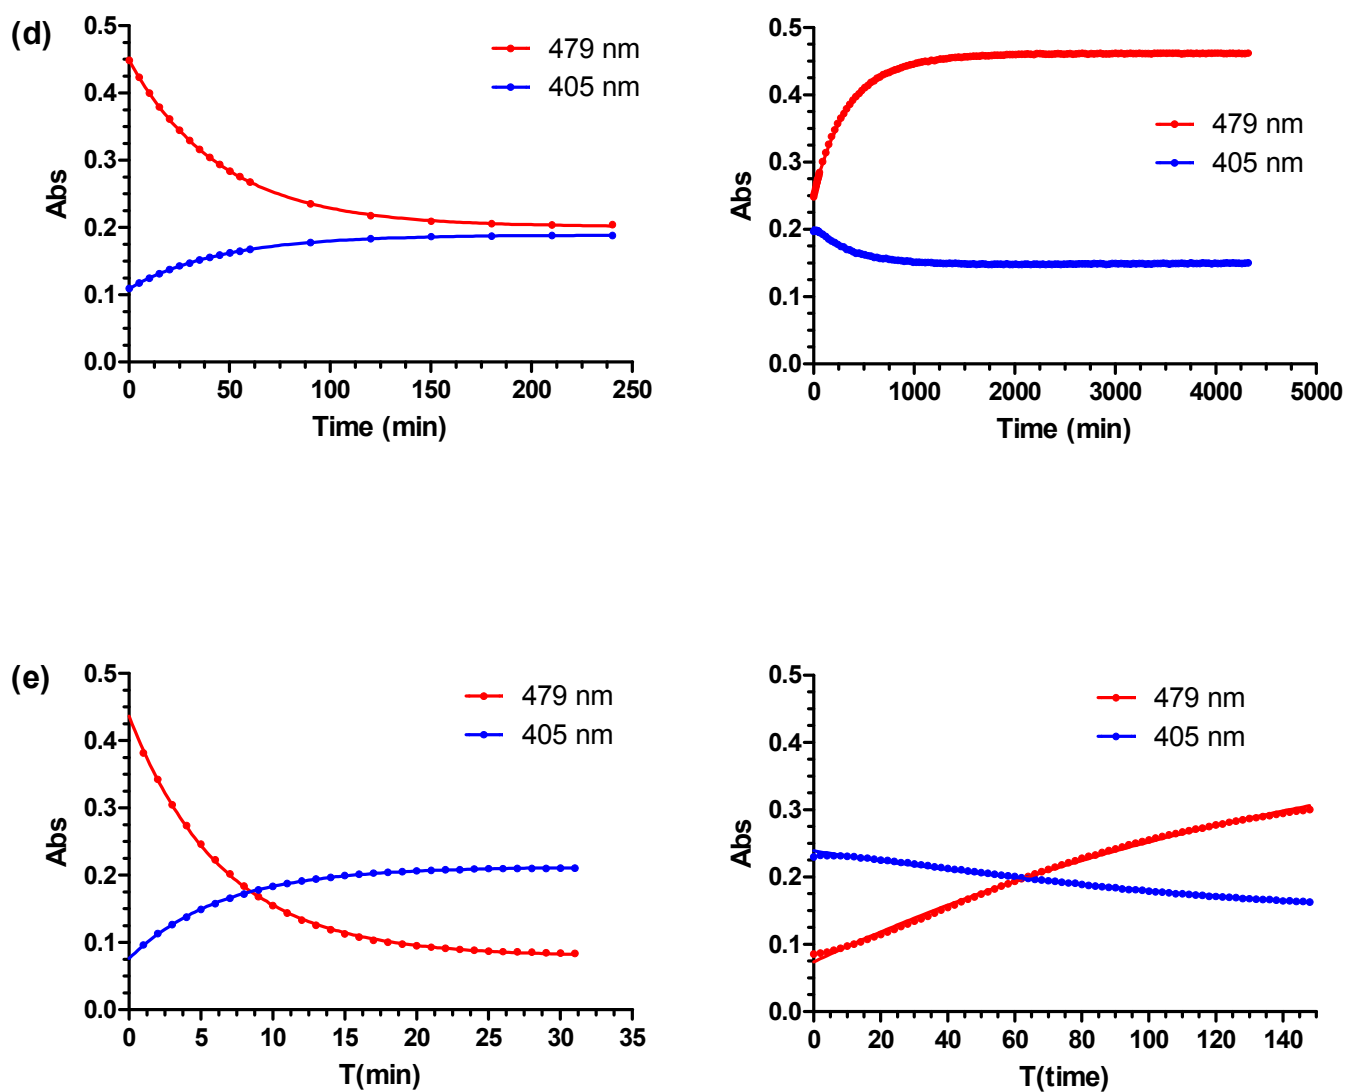 (d)
0.5
0.4
0.3
0.2
0.1
0.0
Abs
479 nm
405 nm
0 50 100 150 200 250
Time (min)
0.5
0.4
0.3
0.2
0.1
0.0
Abs
479 nm
405 nm
0 1000 2000 3000 4000 5000
Time (min)
(e)
0.5
0.4
0.3
0.2
0.1
0.0
Abs
479 nm
405 nm
0 5 10 15 20 25 30 35
T(min)
0.5
0.4
0.3
0.2
0.1
0.0
Abs
479 nm
405 nm
0 20 40 60 80 100 120 140
T(time)